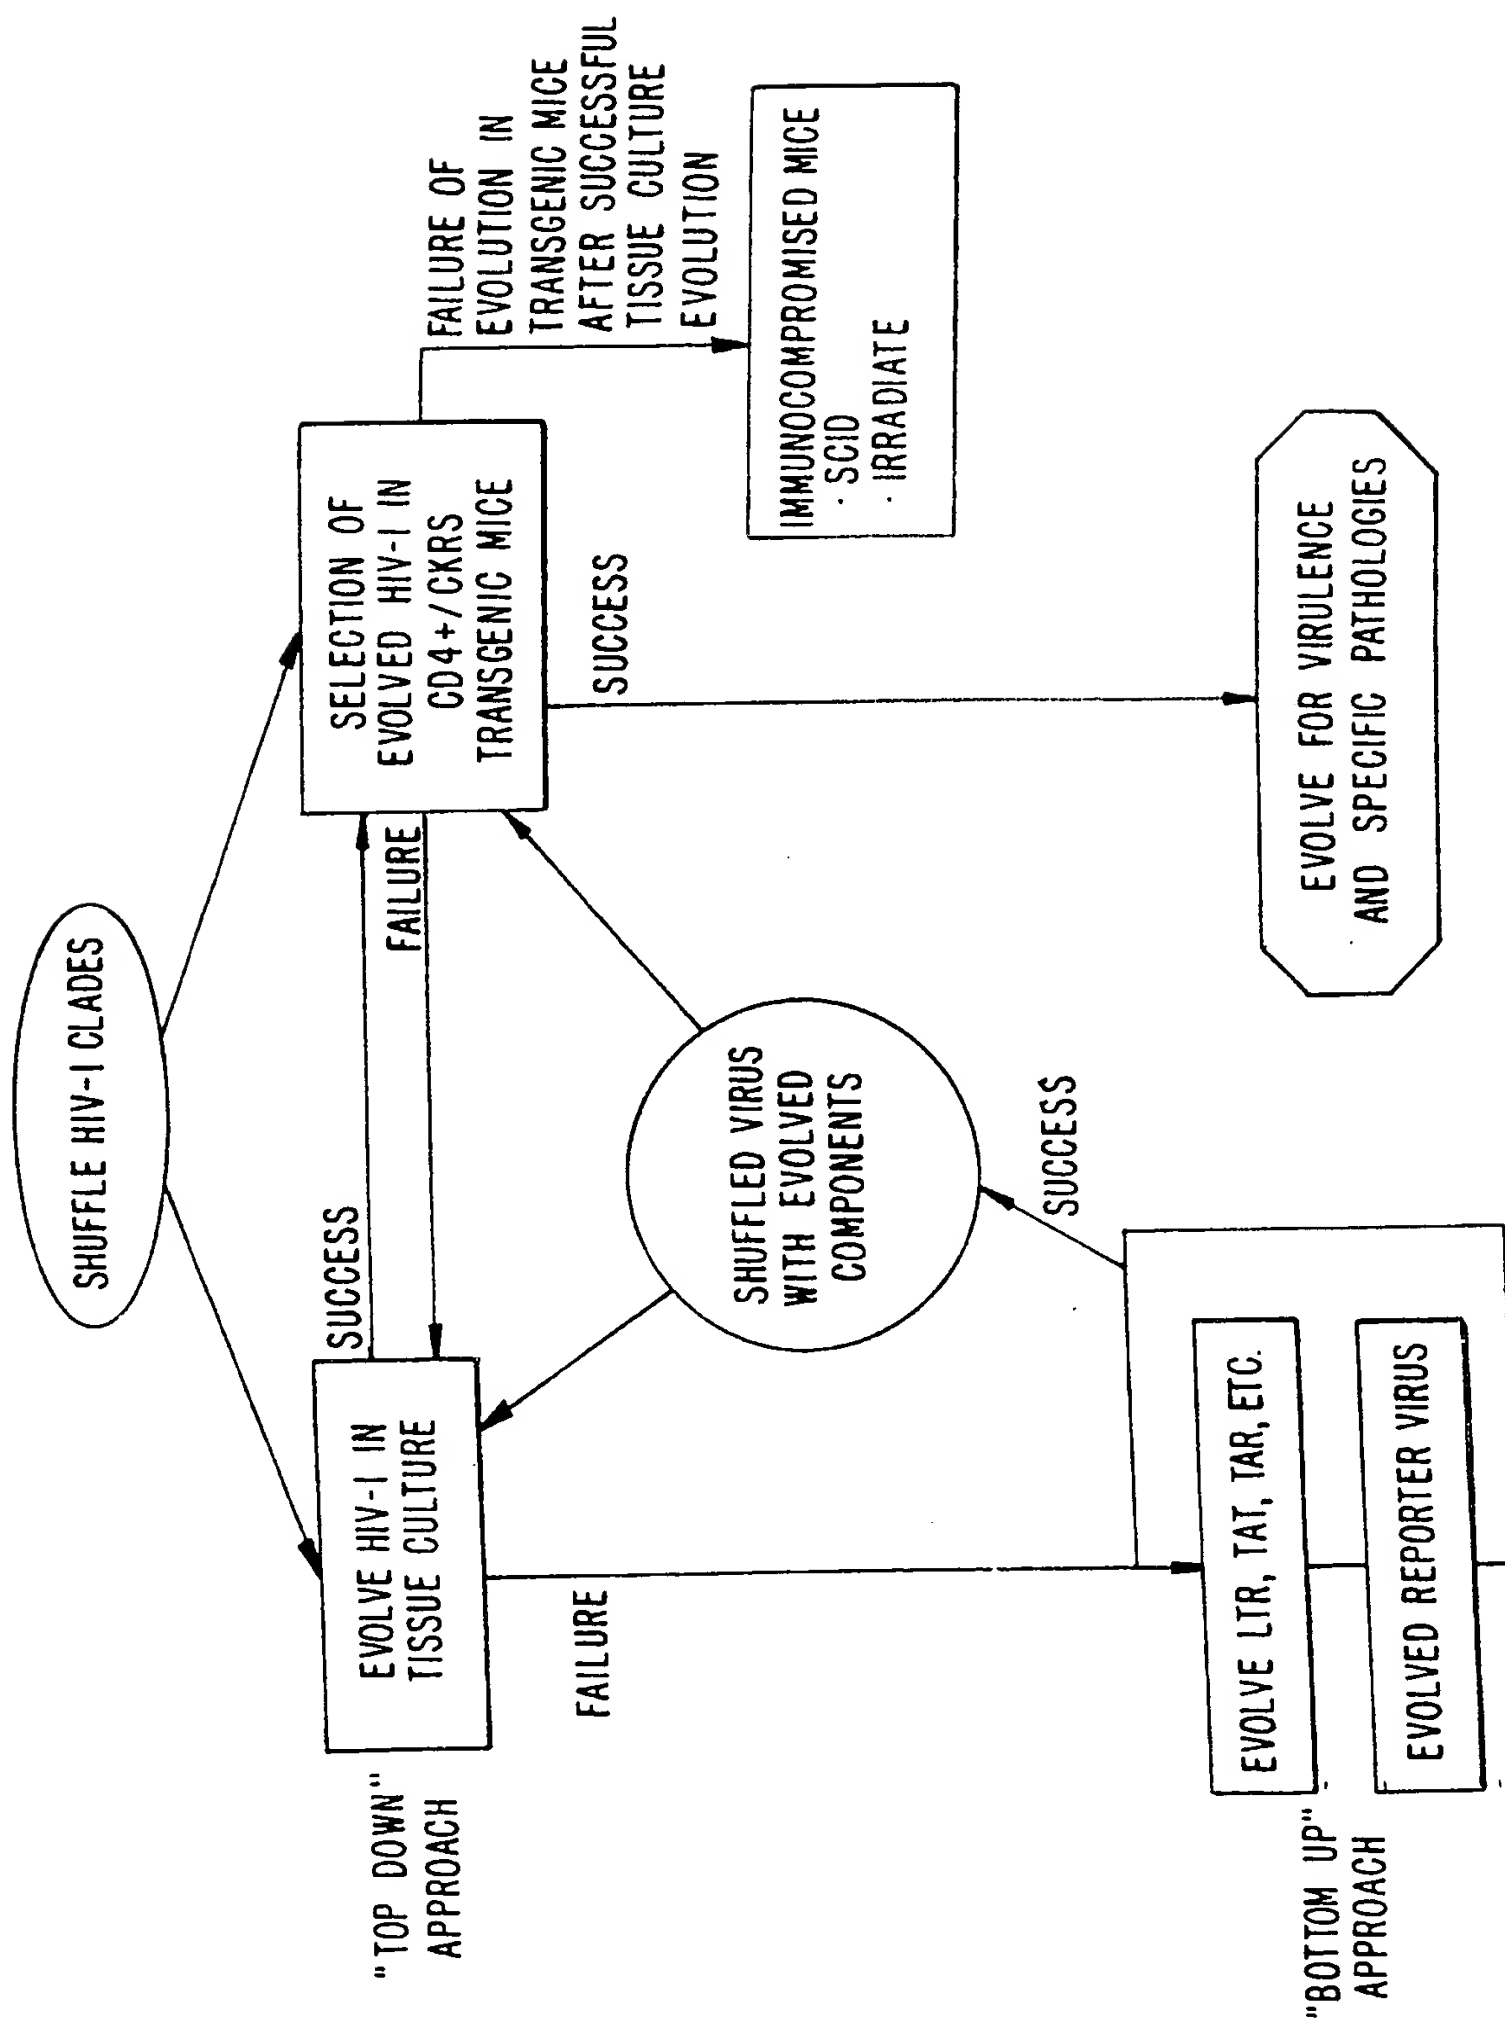 SHUFFLE HIV-1 CLADES
"TOP DOWN"
APPROACH
EVOLVE HIV-1 IN
TISSUE CULTURE
SUCCESS
FAILURE
SELECTION OF
EVOLVED HIV-1 IN
CD4+/CKRS
TRANSGENIC MICE
FAILURE OF
EVOLUTION IN
TRANSGENIC MICE
AFTER SUCCESSFUL
TISSUE CULTURE
EVOLUTION
FAILURE
SUCCESS
SHUFFLED VIRUS
WITH EVOLVED
COMPONENTS
IMMUNOCOMPROMISED MICE
· SCID
· IRRADIATE
SUCCESS
"BOTTOM UP"
APPROACH
EVOLVE LTR, TAT, TAR, ETC.
EVOLVED REPORTER VIRUS
EVOLVE FOR VIRULENCE
AND SPECIFIC PATHOLOGIES